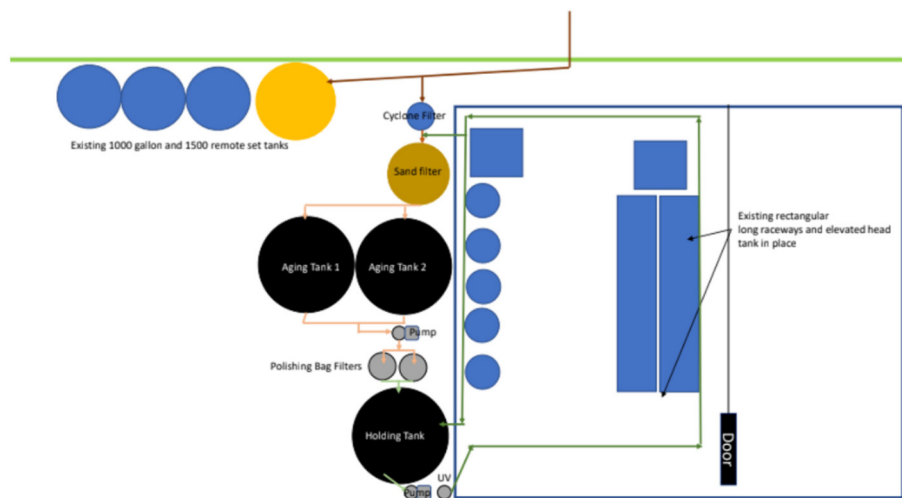 Cyclone Filter
Existing 1000 gallon and 1500 remote set tanks
Sand filter
Existing rectangular
long raceways and elevated head
tank in place
Aging Tank 1
Aging Tank 2
Pump
Polishing Bag Filters
Holding Tank
Door
UV
Pump